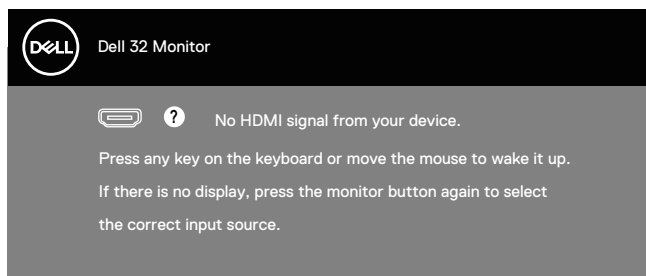 DELL
Dell 32 Monitor
? No HDMI signal from your device.
Press any key on the keyboard or move the mouse to wake it up.
If there is no display, press the monitor button again to select
the correct input source.